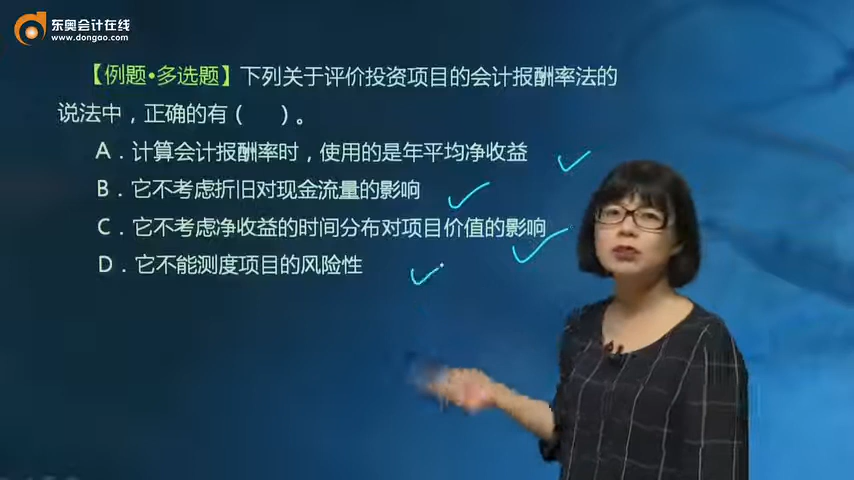 东奥会计在线
www.dongao.com
【例题·多选题】下列关于评价投资项目的会计报酬率法的
说法中，正确的有（　　）。
A．计算会计报酬率时，使用的是年平均净收益
B．它不考虑折旧对现金流量的影响
C．它不考虑净收益的时间分布对项目价值的影响
D．它不能测度项目的风险性